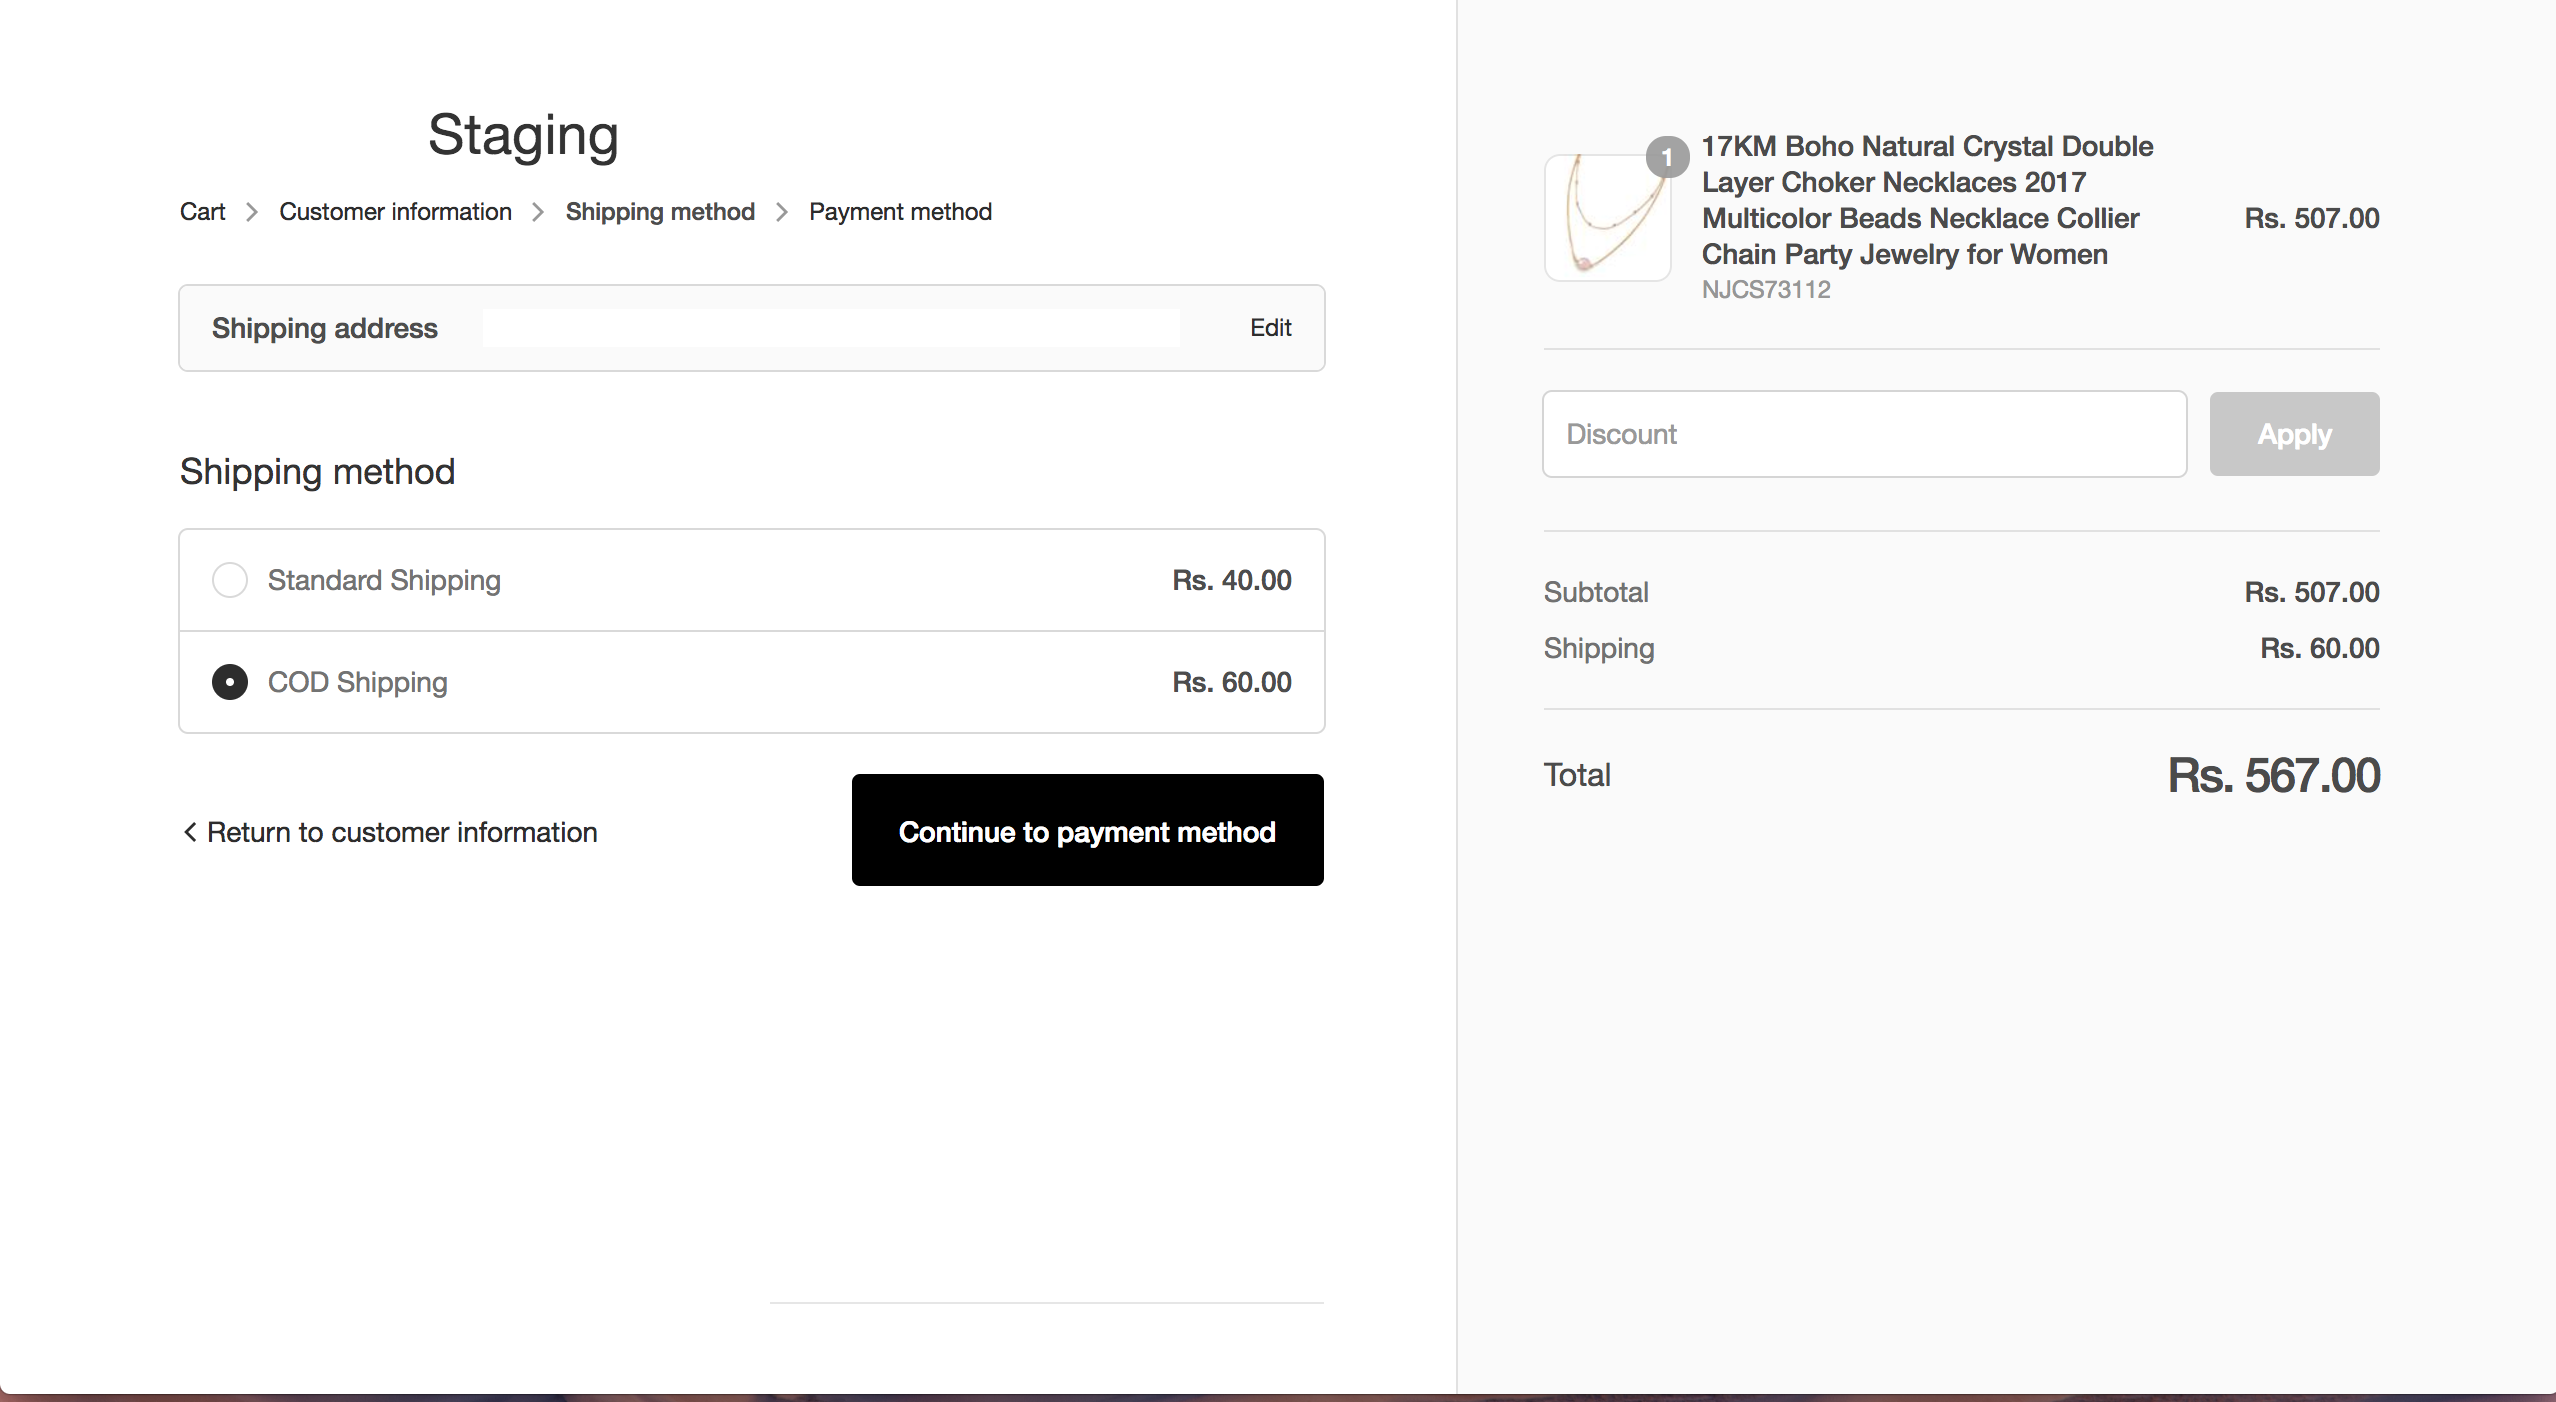 Staging
Cart > Customer information > Shipping method > Payment method
Shipping address Edit
Shipping method
Standard Shipping Rs. 40.00
COD Shipping Rs. 60.00
< Return to customer information
Continue to payment method
1
17KM Boho Natural Crystal Double
Layer Choker Necklaces 2017
Multicolor Beads Necklace Collier
Chain Party Jewelry for Women
NJCS73112
Rs. 507.00
Discount
Apply
Subtotal Rs. 507.00
Shipping Rs. 60.00
Total Rs. 567.00